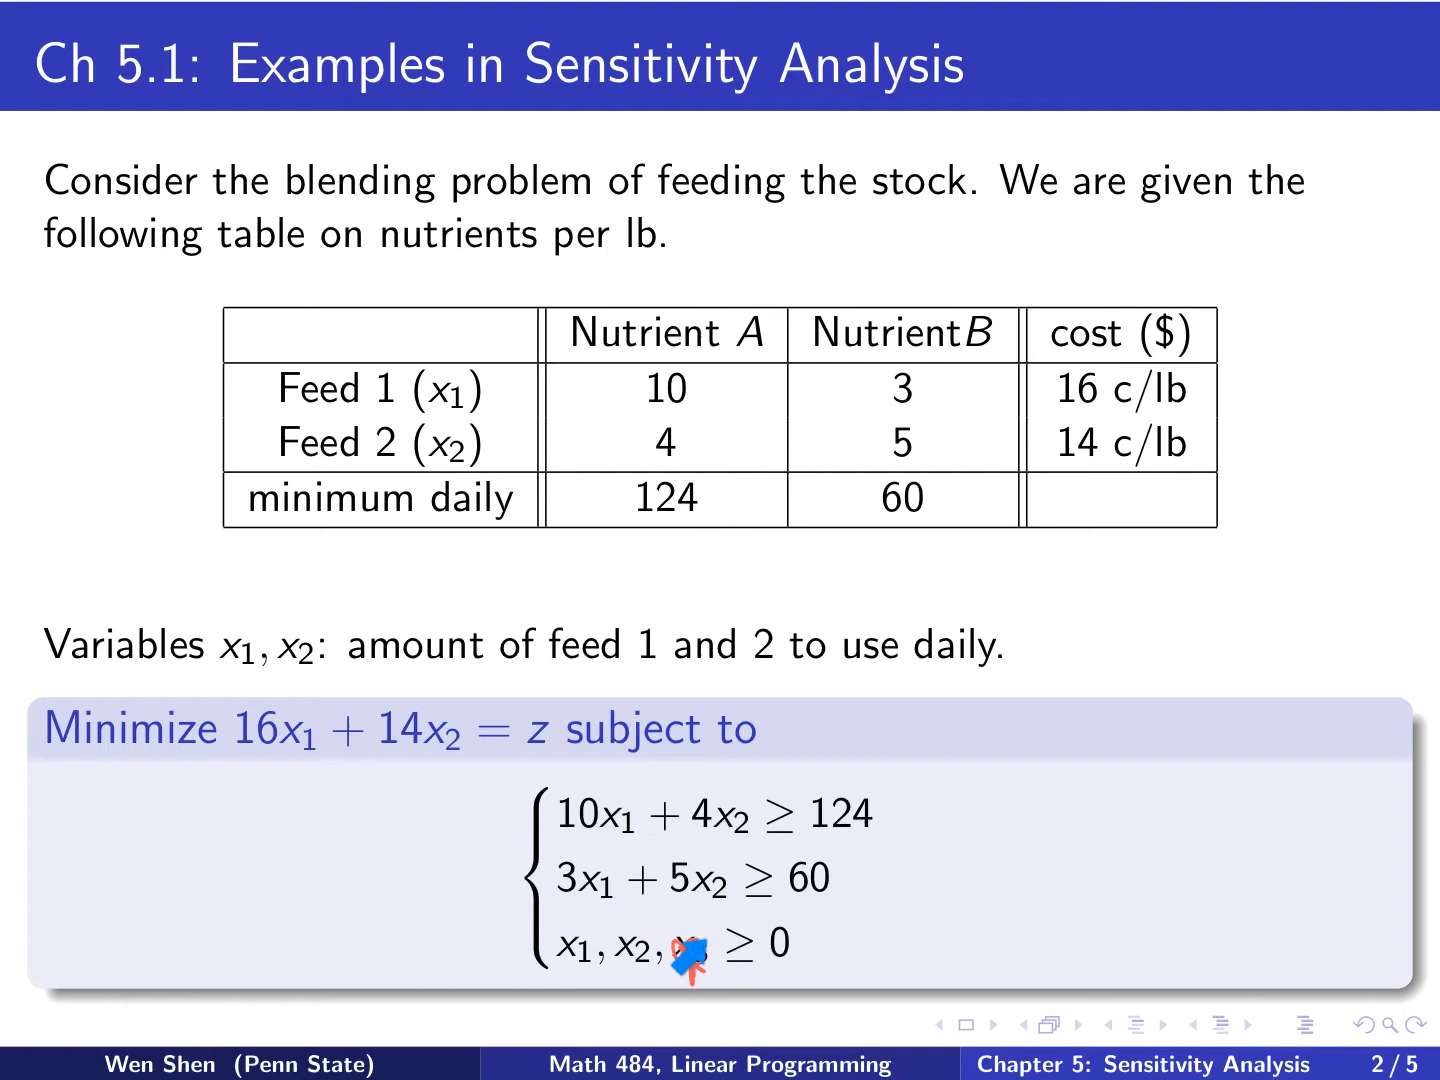 Ch 5.1: Examples in Sensitivity Analysis
Consider the blending problem of feeding the stock. We are given the
following table on nutrients per lb.
Nutrient A NutrientB cost ($)
Feed 1 (x₁) 10 3 16 c/lb
Feed 2 (x₂) 4 5 14 c/lb
minimum daily 124 60
Variables x₁, x₂: amount of feed 1 and 2 to use daily.
Minimize 16x₁ + 14x₂ = z subject to
10x₁ + 4x₂ ≥ 124
3x₁ + 5x₂ ≥ 60
x₁, x₂, ≥ 0
Wen Shen (Penn State) Math 484, Linear Programming Chapter 5: Sensitivity Analysis 2 / 5